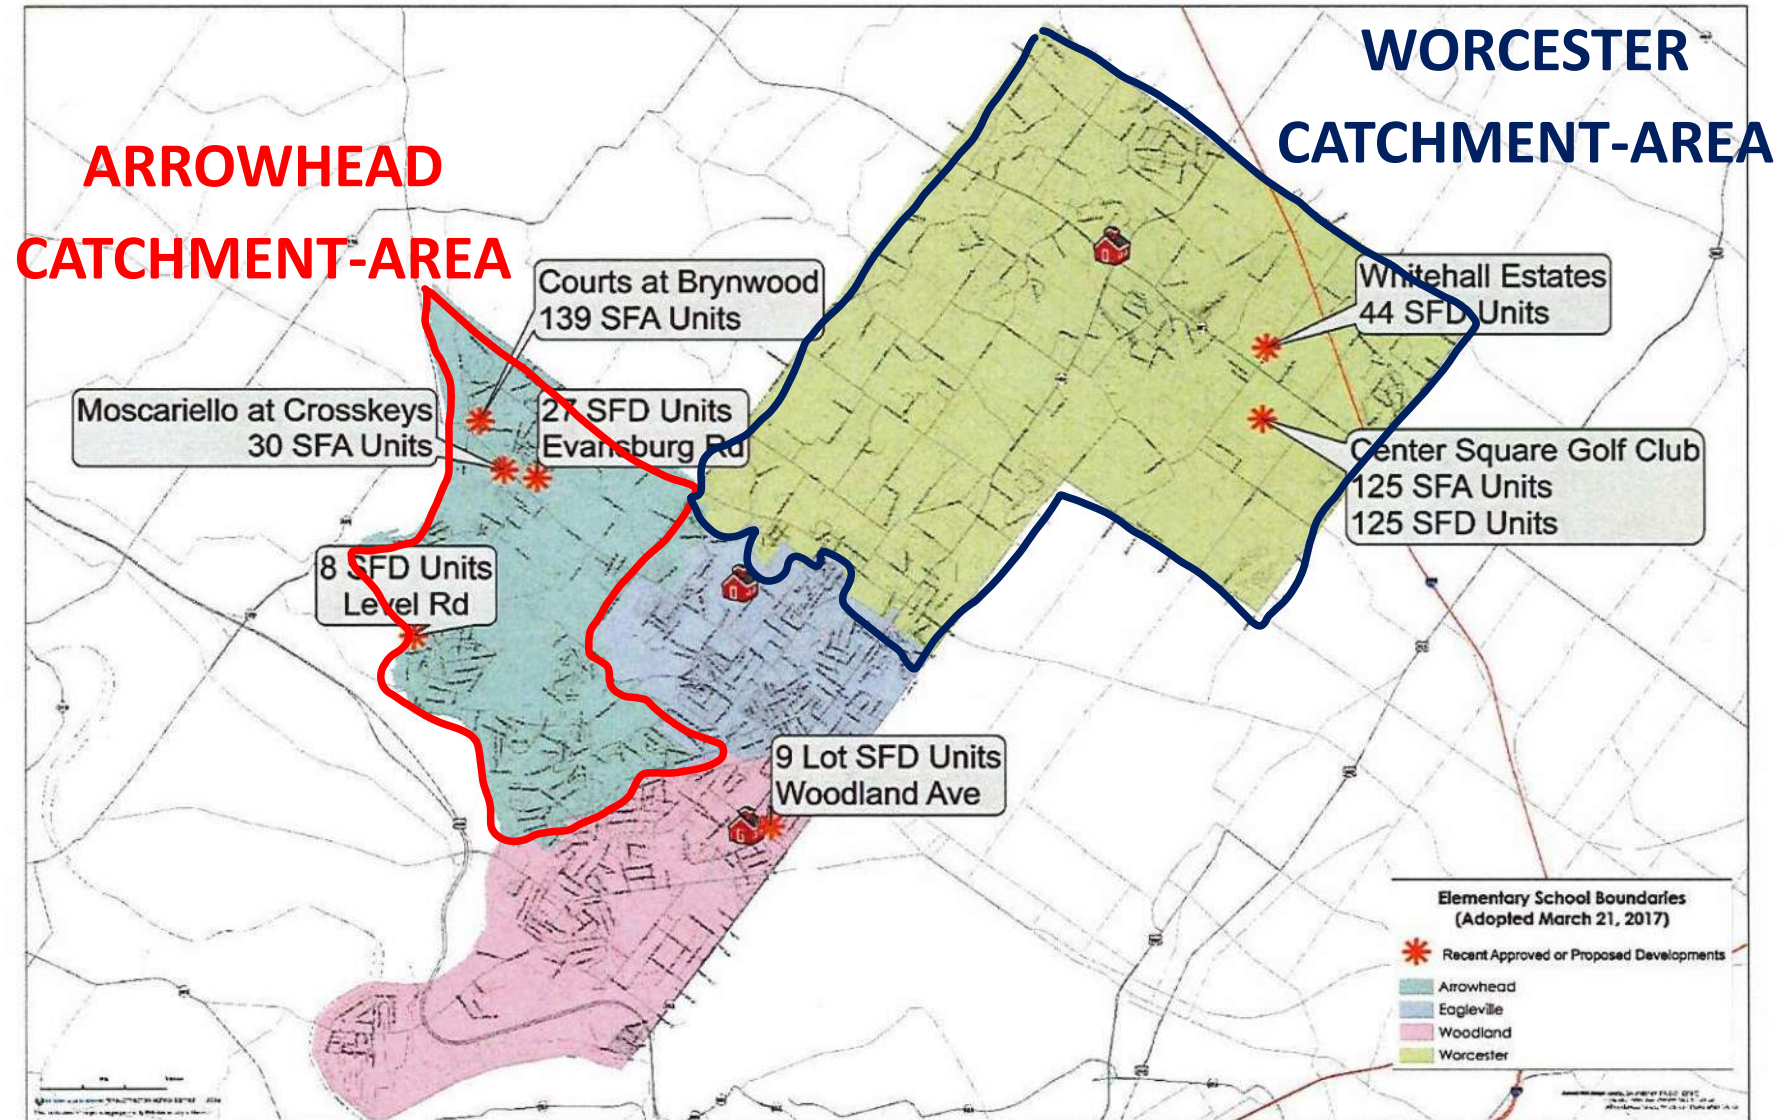 WORCESTER
CATCHMENT-AREA
ARROWHEAD
CATCHMENT-AREA
Courts at Brynwood
139 SFA Units
Whitehall Estates
44 SFD Units
Moscariello at Crosskeys
30 SFA Units
27 SFD Units
Evansburg Rd
Center Square Golf Club
125 SFA Units
125 SFD Units
8 SFD Units
Level Rd
9 Lot SFD Units
Woodland Ave
Elementary School Boundaries
(Adopted March 21, 2017)
Recent Approved or Proposed Developments
Arrowhead
Eagleville
Woodland
Worcester